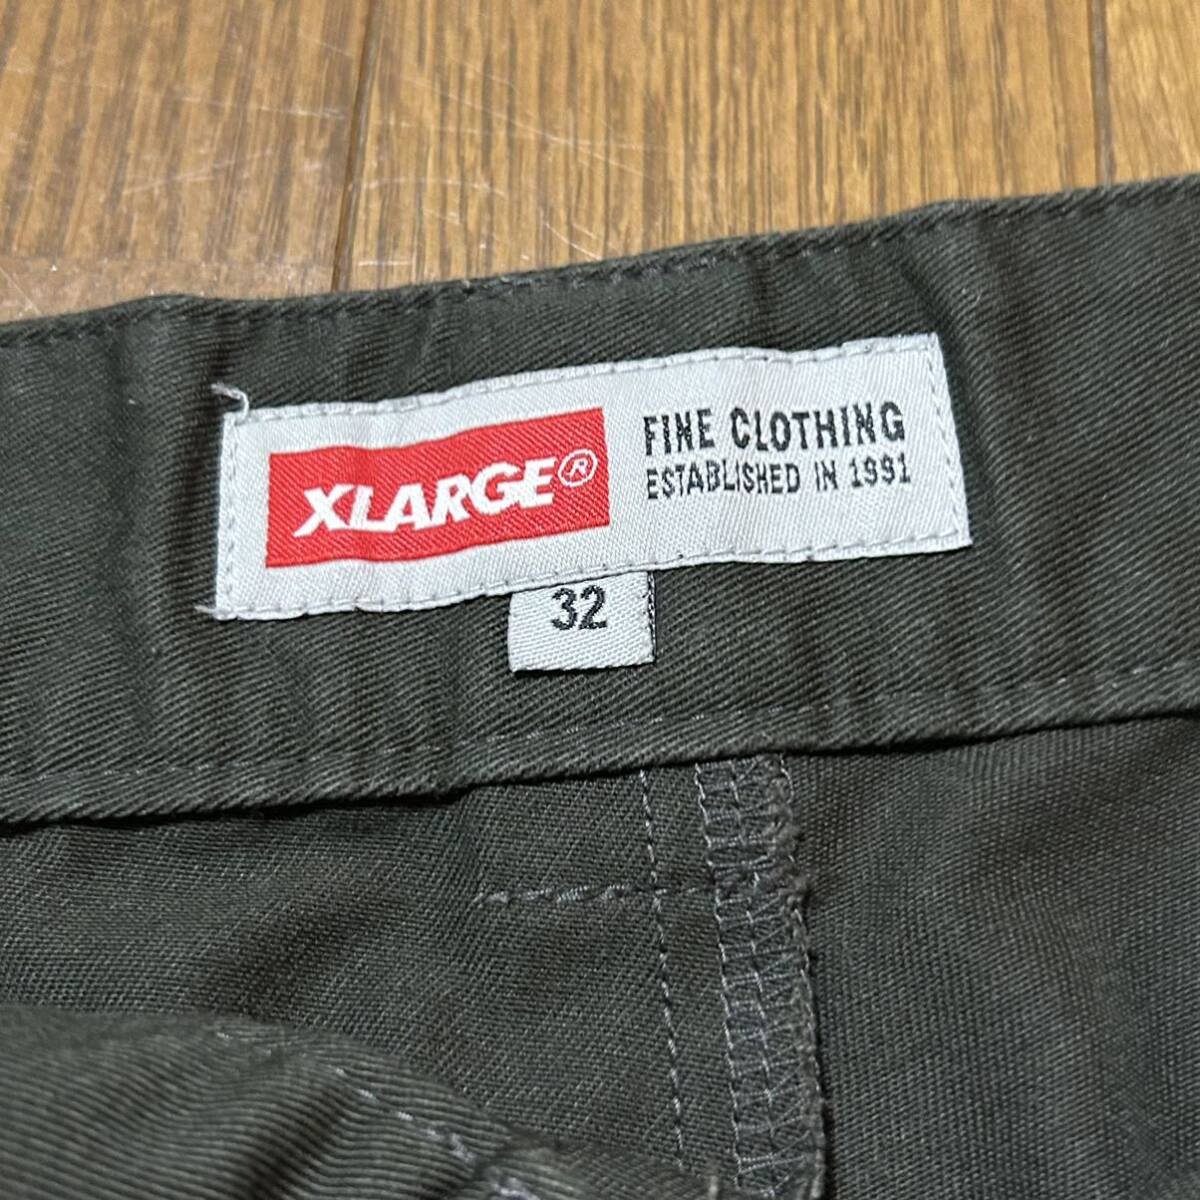 XLARGE®
FINE CLOTHING
ESTABLISHED IN 1991
32